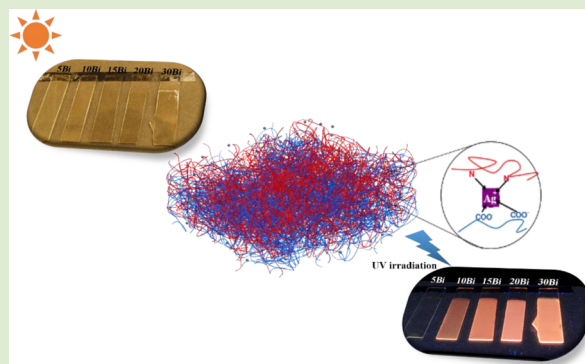 5Bi 10Bi 15Bi 20Bi 30Bi
N N
Ag
COO⁻ COO⁻
UV irradiation
5Bi 10Bi 15Bi 20Bi 30Bi